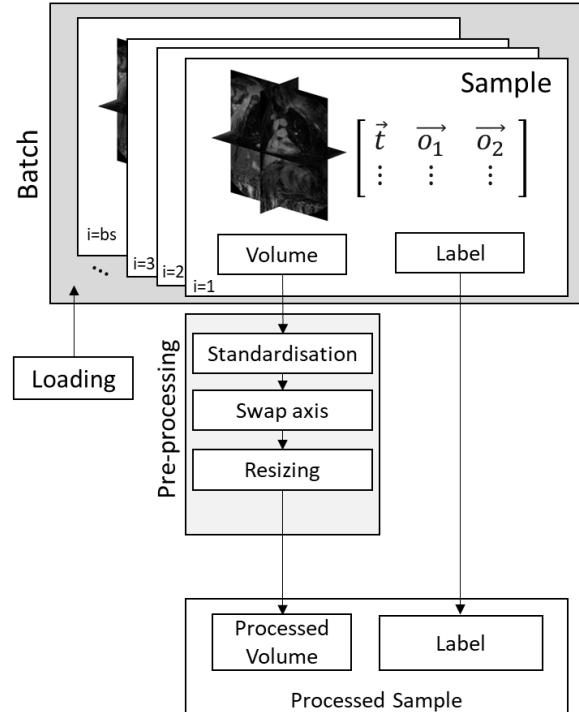 Batch
Sample
t⃗ o₁⃗ o₂⃗
⋮ ⋮ ⋮
i=bs
...
i=3
i=2
i=1
Volume
Label
Loading
Pre-processing
Standardisation
Swap axis
Resizing
Processed
Volume
Label
Processed Sample